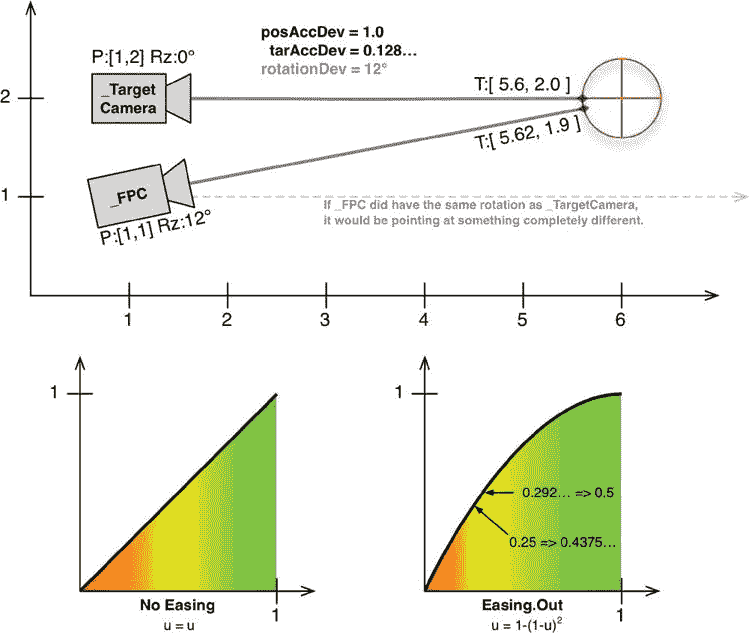 posAccDev = 1.0
tarAccDev = 0.128…
rotationDev = 12°
P:[1,2] Rz:0°
_Target
Camera
T:[ 5.6, 2.0 ]
T:[ 5.62, 1.9 ]
2
_FPC
P:[1,1] Rz:12°
1
If _FPC did have the same rotation as _TargetCamera,
it would be pointing at something completely different.
1 2 3 4 5 6
1
1
No Easing
u = u
1
0.292… => 0.5
0.25 => 0.4375…
1
Easing.Out
u = 1-(1-u)²